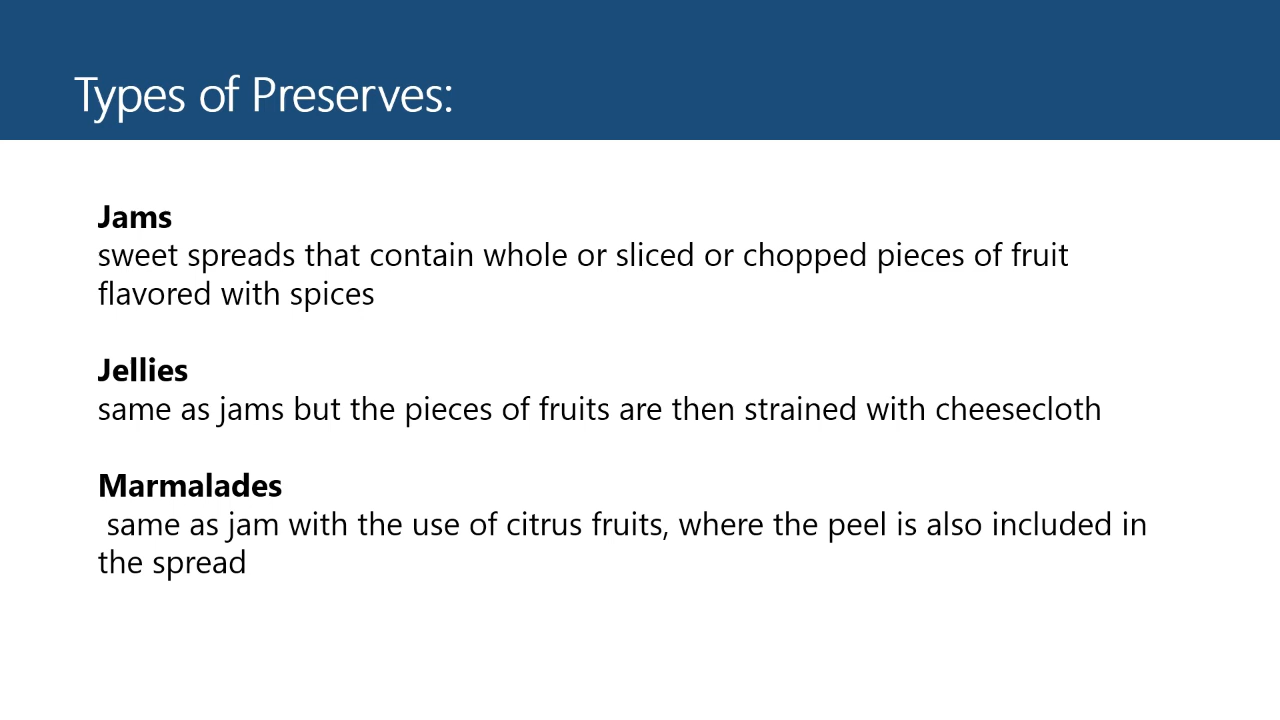 Types of Preserves:
Jams
sweet spreads that contain whole or sliced or chopped pieces of fruit
flavored with spices
Jellies
same as jams but the pieces of fruits are then strained with cheesecloth
Marmalades
same as jam with the use of citrus fruits, where the peel is also included in
the spread